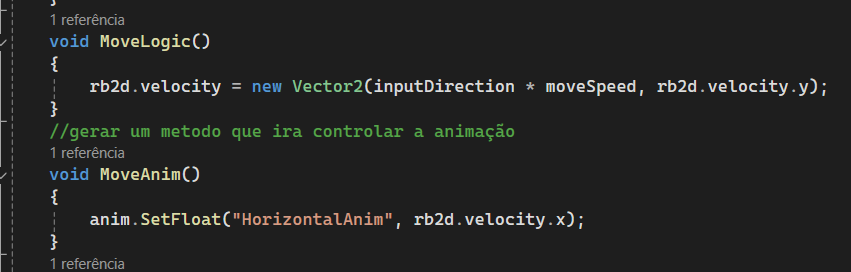 1 referência
void MoveLogic()
{
rb2d.velocity = new Vector2(inputDirection * moveSpeed, rb2d.velocity.y);
}
//gerar um metodo que ira controlar a animação
1 referência
void MoveAnim()
{
anim.SetFloat("HorizontalAnim", rb2d.velocity.x);
}
1 referência